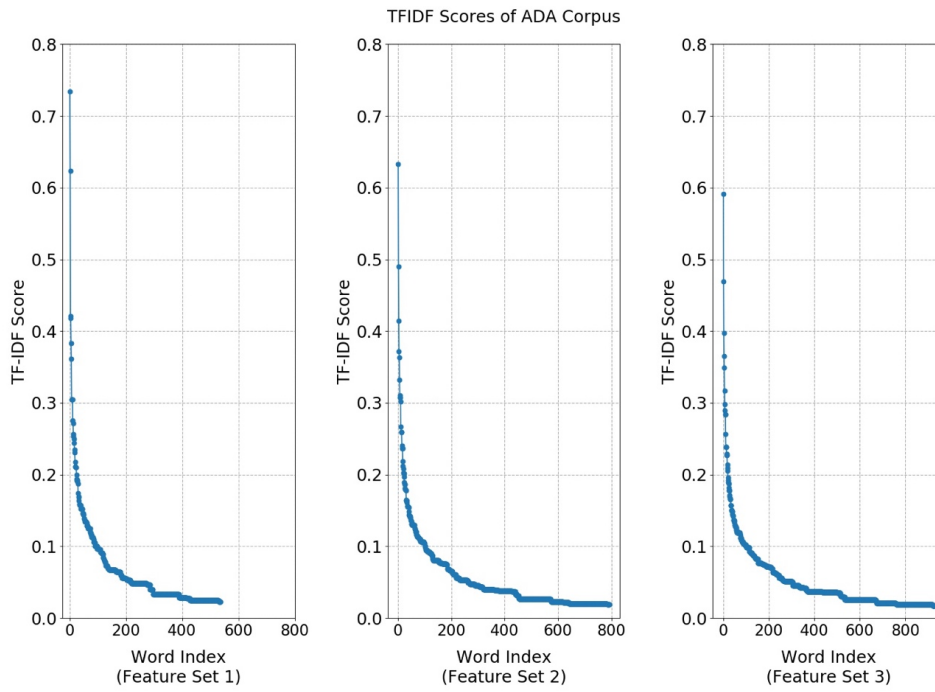 TFIDF Scores of ADA Corpus
0.8
0.7
0.6
0.5
0.4
0.3
0.2
0.1
0.0
TF-IDF Score
0 200 400 600 800
Word Index
(Feature Set 1)
0.8
0.7
0.6
0.5
0.4
0.3
0.2
0.1
0.0
TF-IDF Score
0 200 400 600 800
Word Index
(Feature Set 2)
0.8
0.7
0.6
0.5
0.4
0.3
0.2
0.1
0.0
TF-IDF Score
0 200 400 600 800
Word Index
(Feature Set 3)